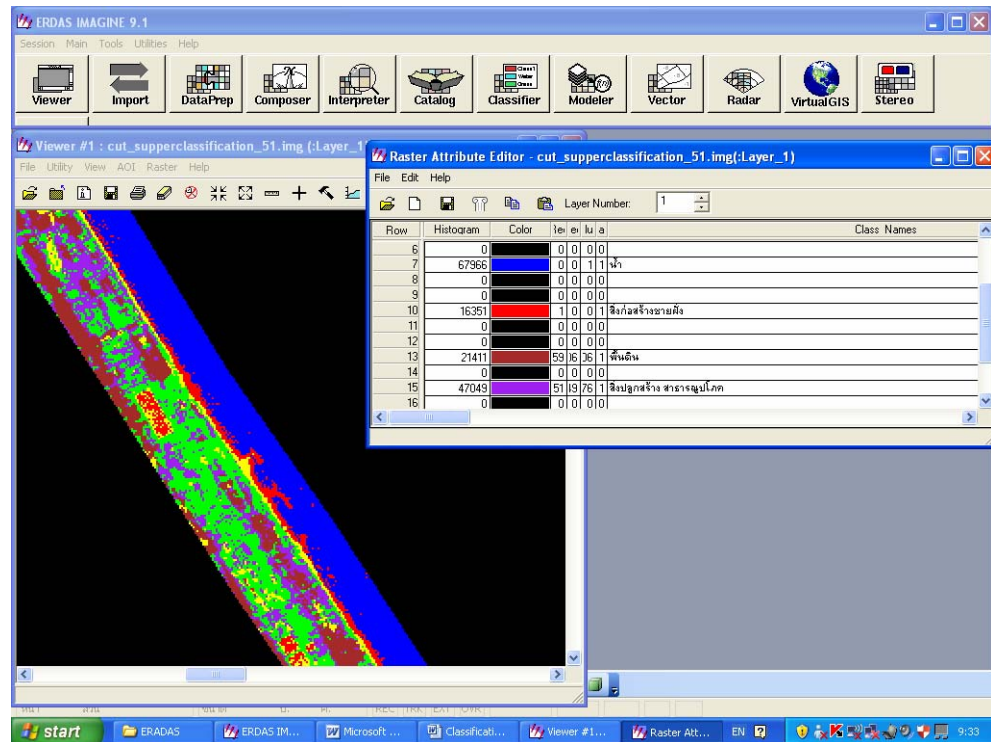 ERDAS IMAGINE 9.1
Session Main Tools Utilities Help
Viewer Import DataPrep Composer Interpreter Catalog Classifier Modeler Vector Radar VirtualGIS Stereo
Viewer #1 : cut_supperclassification_51.img (:Layer_1
File Utility View AOI Raster Help
Raster Attribute Editor - cut_supperclassification_51.img(:Layer_1)
File Edit Help
Layer Number: 1
Row Histogram Color Class Names
6 0 0 0 0 0
7 67966 0 0 1 1 น้ำ
8 0 0 0 0 0
9 0 0 0 0 0
10 16351 1 0 0 1 สิ่งก่อสร้างชายฝั่ง
11 0 0 0 0 0
12 0 0 0 0 0
13 21411 59 1 พื้นดิน
14 0 0 0 0 0
15 47049 51 76 1 สิ่งปลูกสร้าง สาธารณูปโภค
16 0 0 0 0 0
REC TRK EXT OVR
start ERADAS ERDAS IM... Microsoft ... Classificati... Viewer #1... Raster Att... EN 9:33